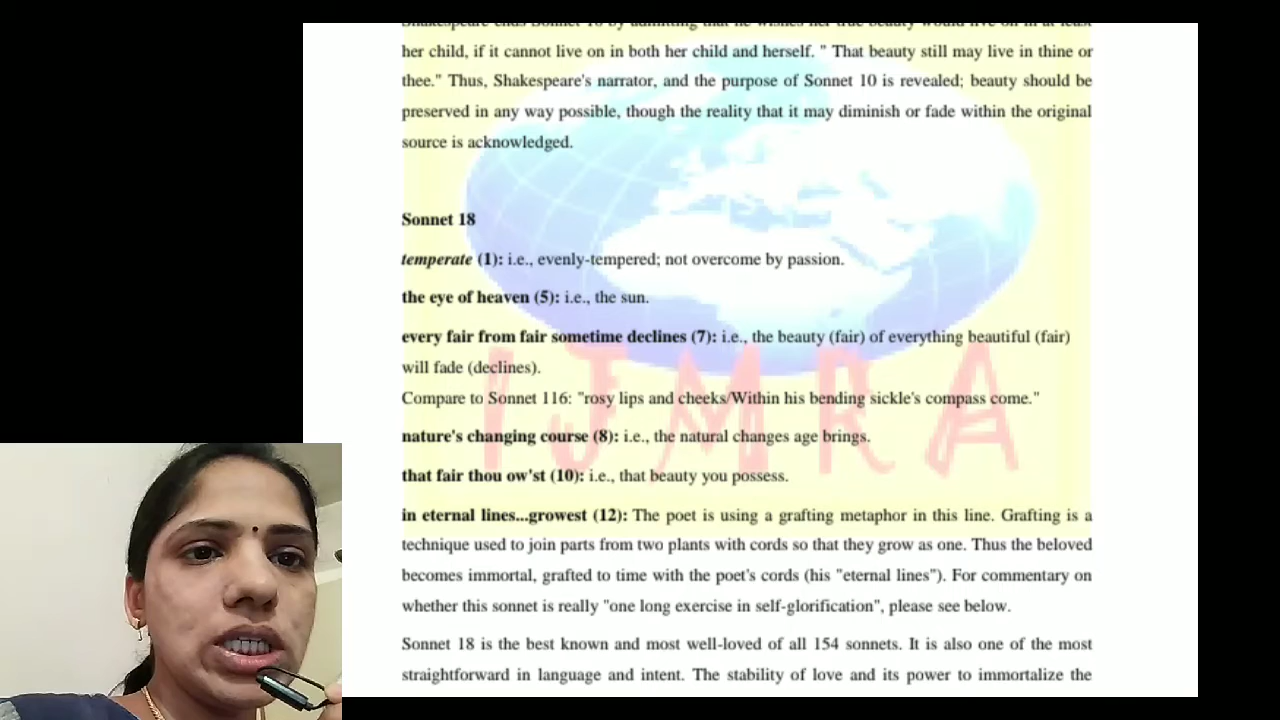 her child, if it cannot live on in both her child and herself. " That beauty still may live in thine or
thee." Thus, Shakespeare's narrator, and the purpose of Sonnet 10 is revealed; beauty should be
preserved in any way possible, though the reality that it may diminish or fade within the original
source is acknowledged.
Sonnet 18
temperate (1): i.e., evenly-tempered; not overcome by passion.
the eye of heaven (5): i.e., the sun.
every fair from fair sometime declines (7): i.e., the beauty (fair) of everything beautiful (fair)
will fade (declines).
Compare to Sonnet 116: "rosy lips and cheeks/Within his bending sickle's compass come."
nature's changing course (8): i.e., the natural changes age brings.
that fair thou ow'st (10): i.e., that beauty you possess.
in eternal lines...growest (12): The poet is using a grafting metaphor in this line. Grafting is a
technique used to join parts from two plants with cords so that they grow as one. Thus the beloved
becomes immortal, grafted to time with the poet's cords (his "eternal lines"). For commentary on
whether this sonnet is really "one long exercise in self-glorification", please see below.
Sonnet 18 is the best known and most well-loved of all 154 sonnets. It is also one of the most
straightforward in language and intent. The stability of love and its power to immortalize the
IJMRA